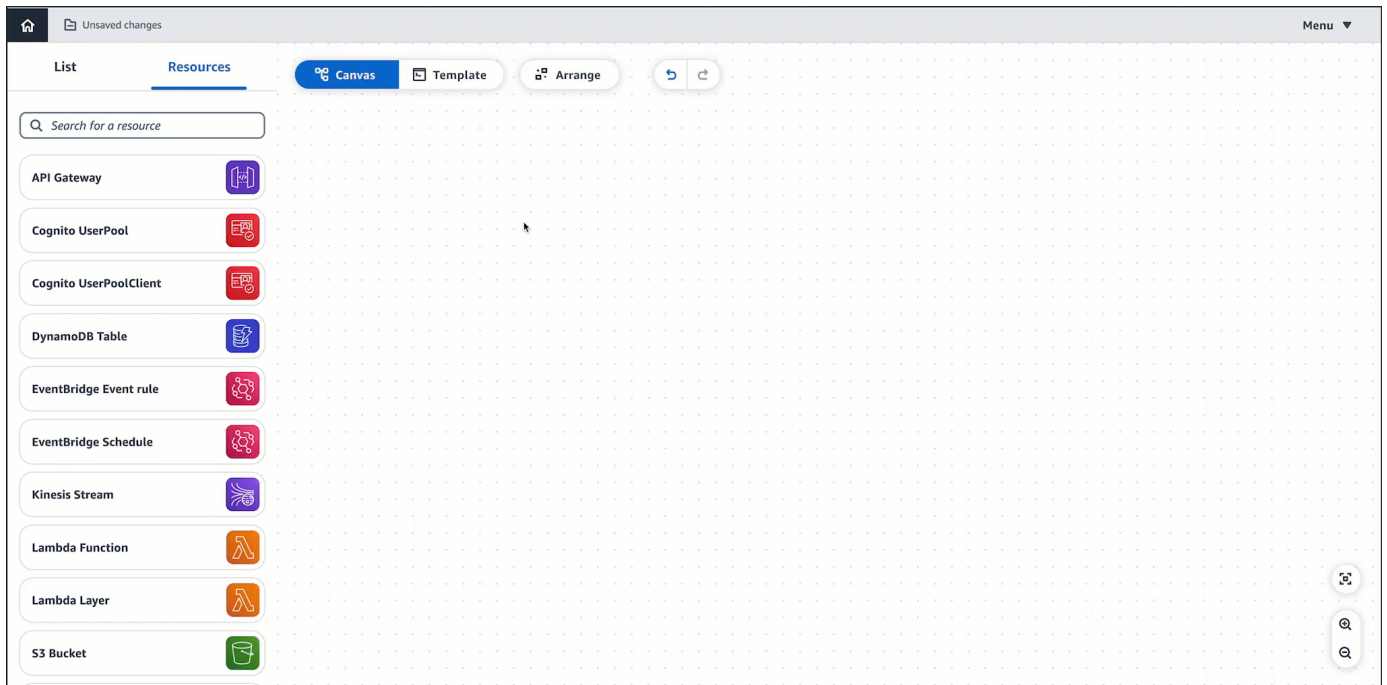 Unsaved changes
Menu
List
Resources
Canvas
Template
Arrange
Search for a resource
API Gateway
Cognito UserPool
Cognito UserPoolClient
DynamoDB Table
EventBridge Event rule
EventBridge Schedule
Kinesis Stream
Lambda Function
Lambda Layer
S3 Bucket